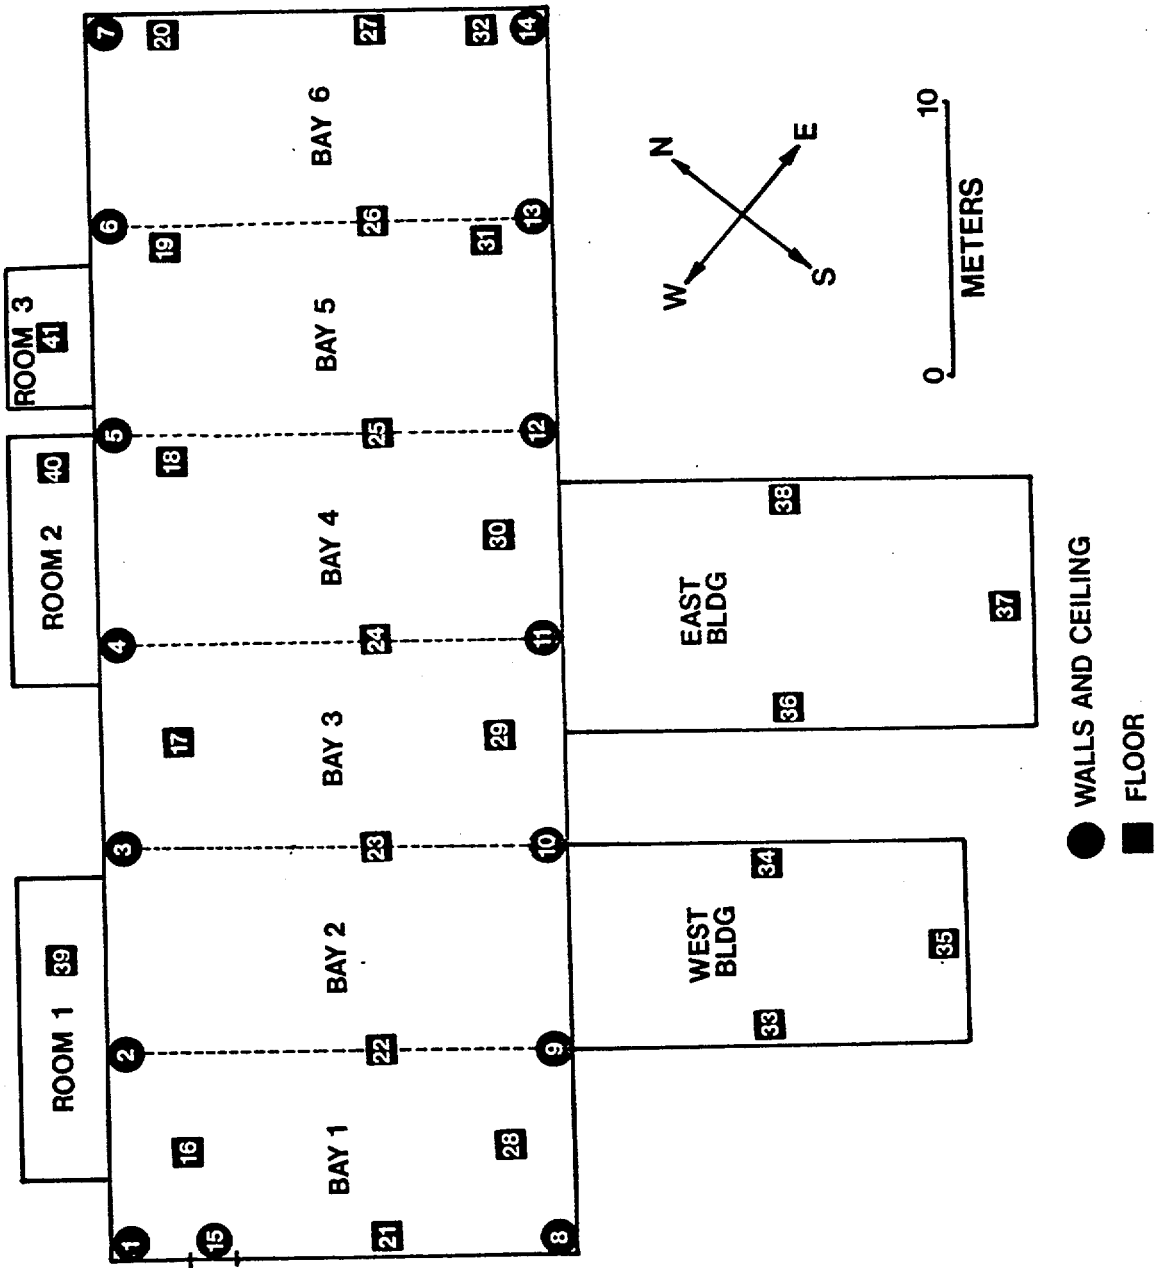 ROOM 1
39
ROOM 2
40
ROOM 3
41
1
2
3
4
5
6
7
15
16
17
18
19
20
BAY 1
BAY 2
BAY 3
BAY 4
BAY 5
BAY 6
21
22
23
24
25
26
27
28
29
30
31
32
8
9
10
11
12
13
14
WEST
BLDG
33
34
35
EAST
BLDG
36
37
38
N
W
E
S
0
10
METERS
WALLS AND CEILING
FLOOR